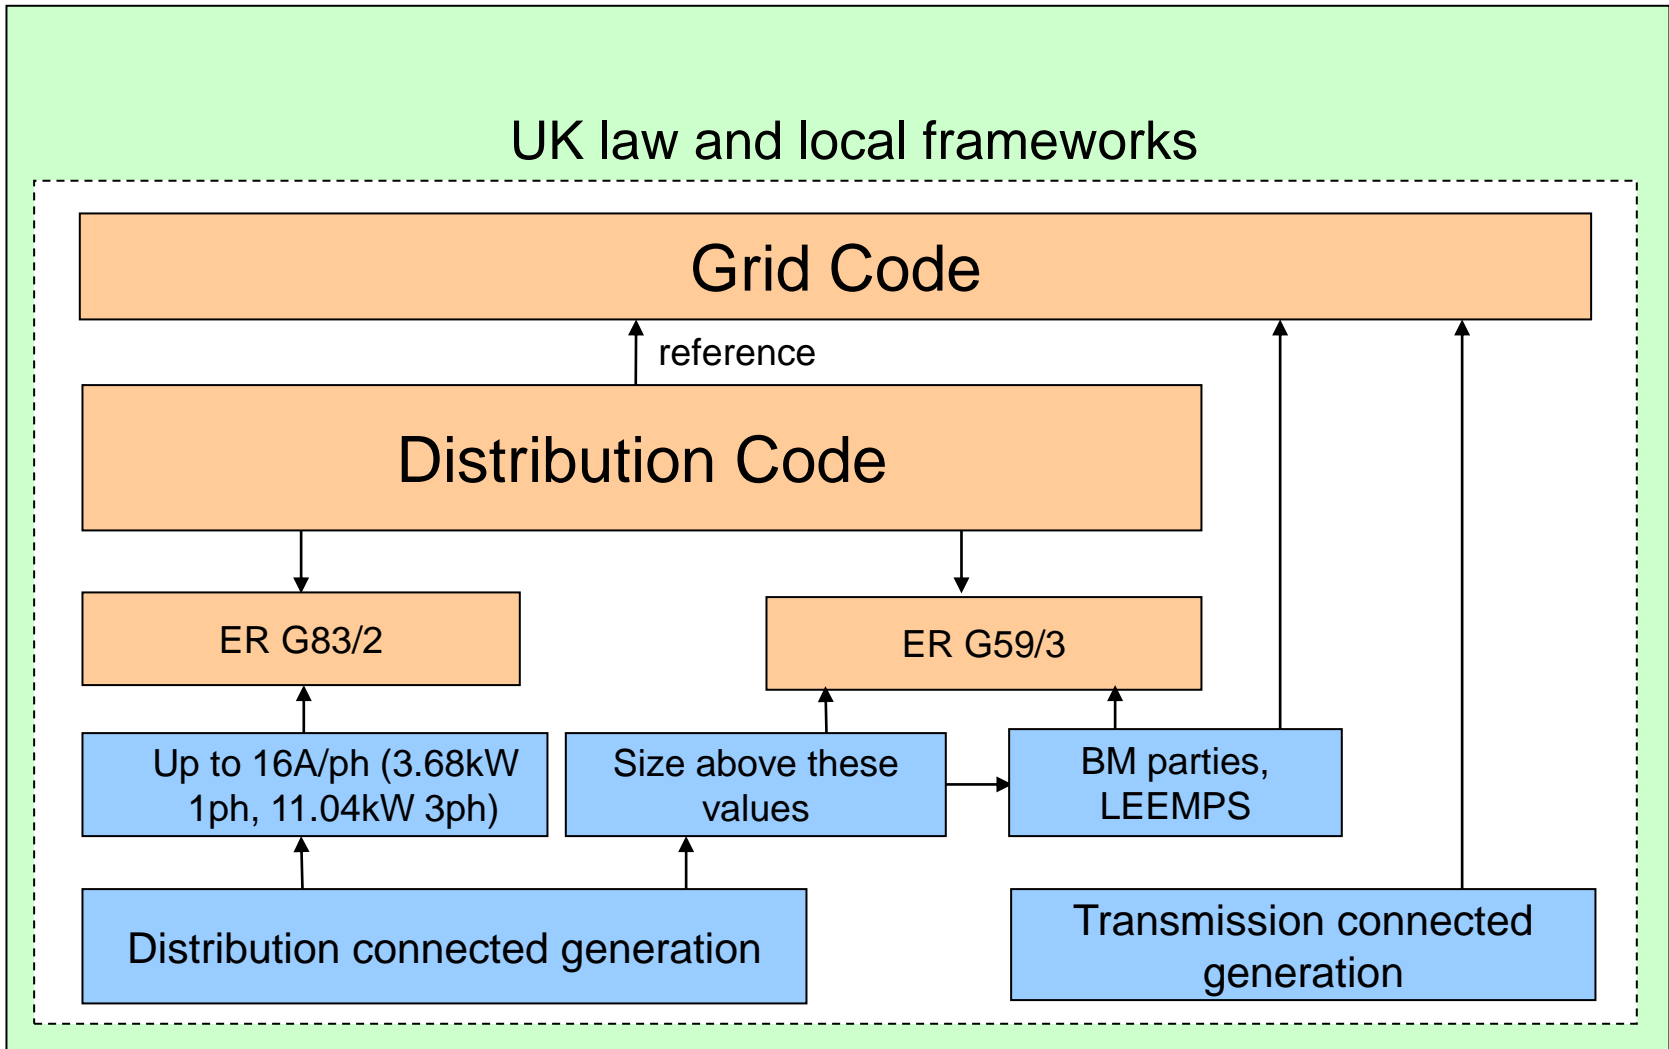 UK law and local frameworks
Grid Code
reference
Distribution Code
ER G83/2
ER G59/3
Up to 16A/ph (3.68kW
1ph, 11.04kW 3ph)
Size above these
values
BM parties,
LEEMPS
Distribution connected generation
Transmission connected
generation